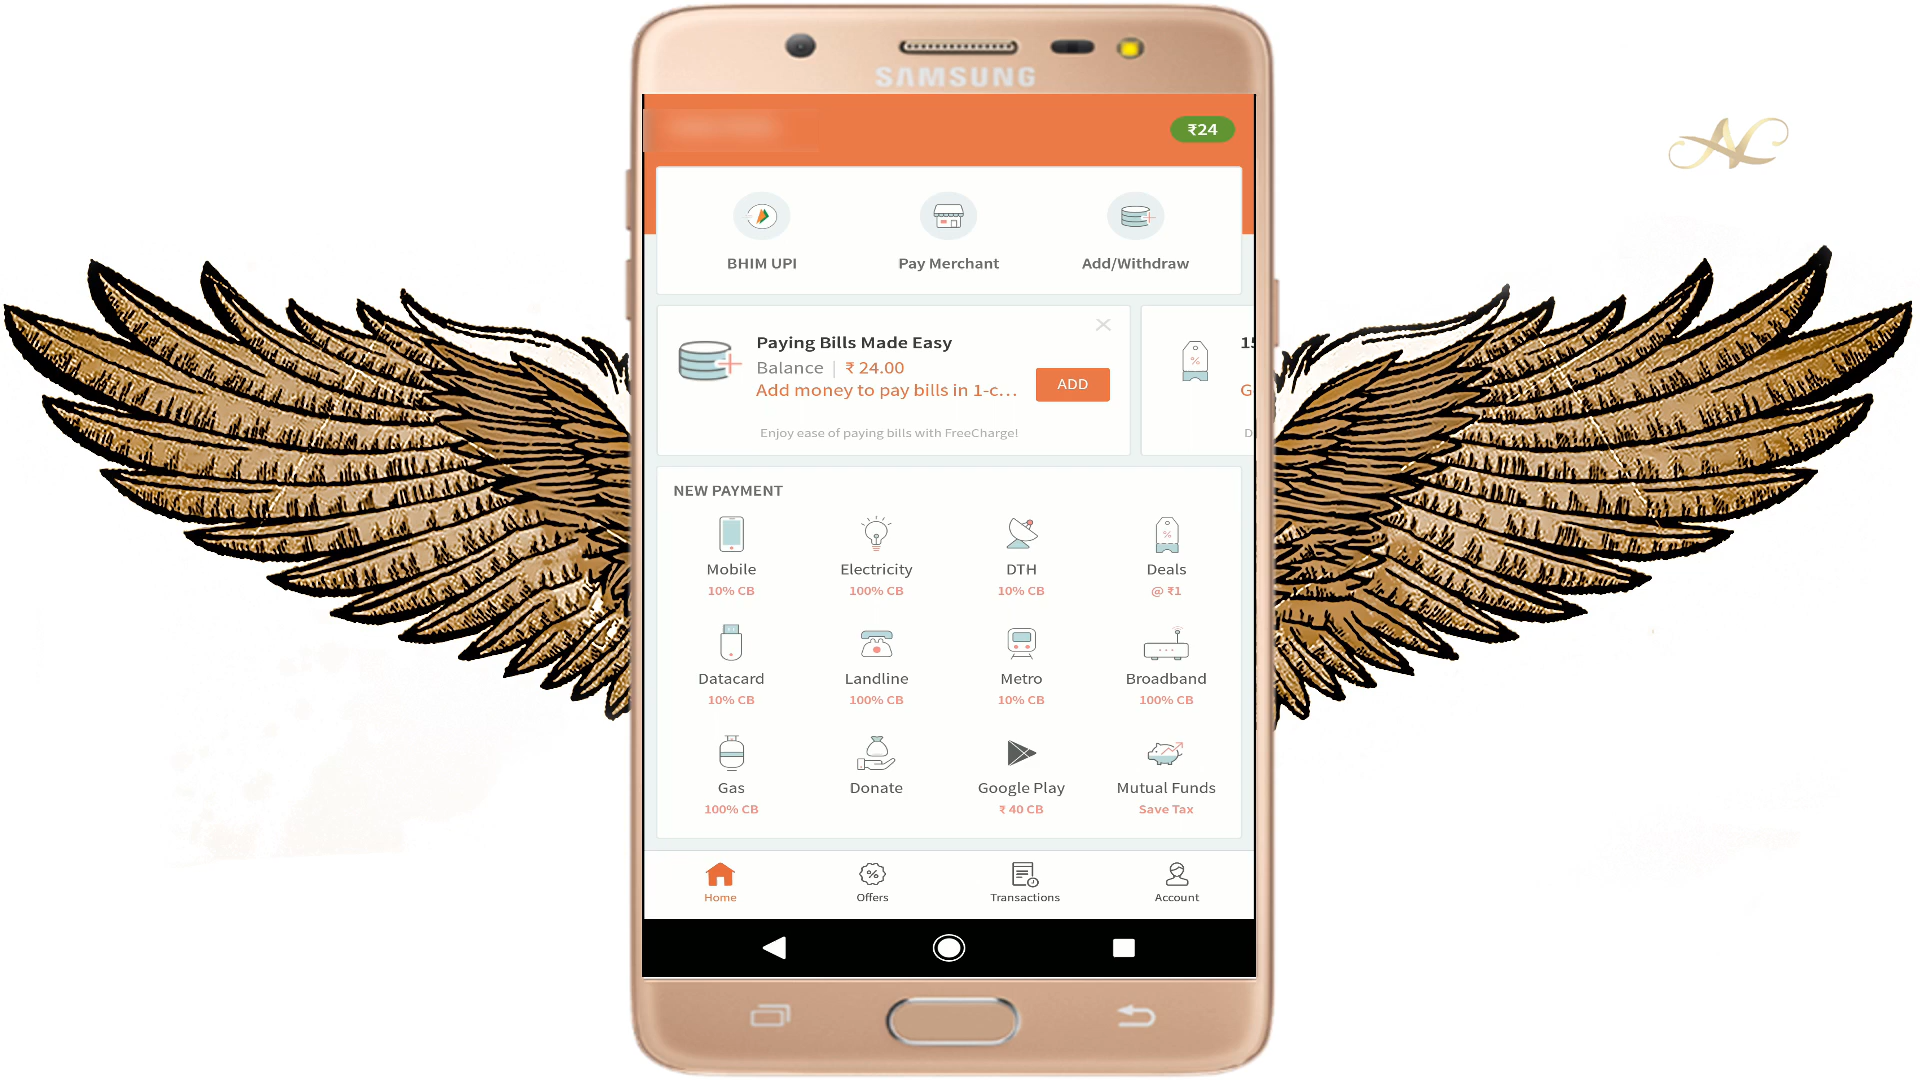 SAMSUNG
₹24
BHIM UPI
Pay Merchant
Add/Withdraw
Paying Bills Made Easy
Balance | ₹ 24.00
Add money to pay bills in 1-c...
ADD
Enjoy ease of paying bills with FreeCharge!
15
G
D
NEW PAYMENT
Mobile
10% CB
Electricity
100% CB
DTH
10% CB
Deals
@ ₹1
Datacard
10% CB
Landline
100% CB
Metro
10% CB
Broadband
100% CB
Gas
100% CB
Donate
Google Play
₹ 40 CB
Mutual Funds
Save Tax
Home
Offers
Transactions
Account